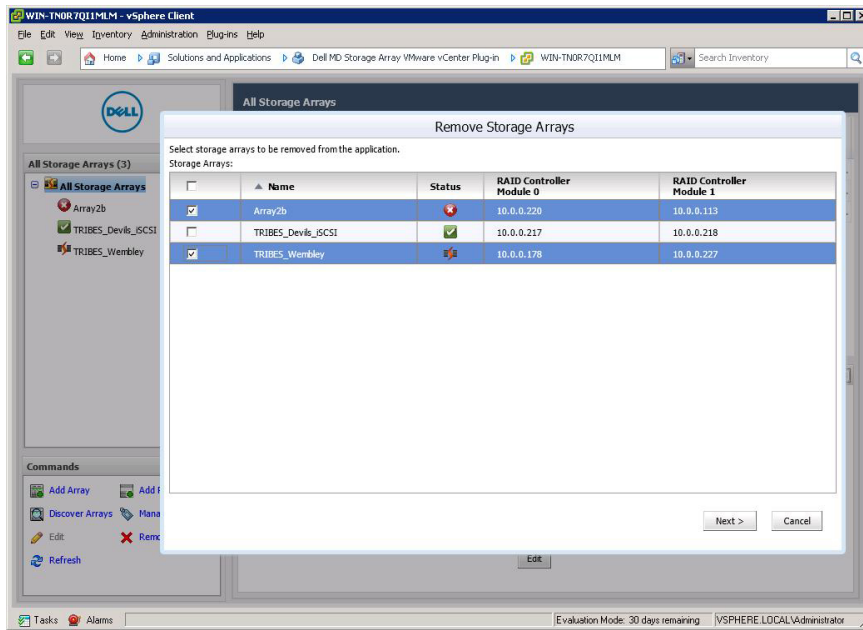 WIN-TN0R7QI1MLM - vSphere Client
File Edit View Inventory Administration Plug-ins Help
Home Solutions and Applications Dell MD Storage Array VMware vCenter Plug-in WIN-TN0R7QI1MLM Search Inventory
DELL
All Storage Arrays
Remove Storage Arrays
Select storage arrays to be removed from the application.
Storage Arrays:
Name Status RAID Controller Module 0 RAID Controller Module 1
Array2b 10.0.0.220 10.0.0.113
TRIBES_Devils_iSCSI 10.0.0.217 10.0.0.218
TRIBES_Wembley 10.0.0.178 10.0.0.227
All Storage Arrays (3)
All Storage Arrays
Array2b
TRIBES_Devils_iSCSI
TRIBES_Wembley
Commands
Add Array Add
Discover Arrays Mana
Edit Remo
Refresh
Next > Cancel
Edit
Tasks Alarms Evaluation Mode: 30 days remaining VSPHERE.LOCAL\Administrator